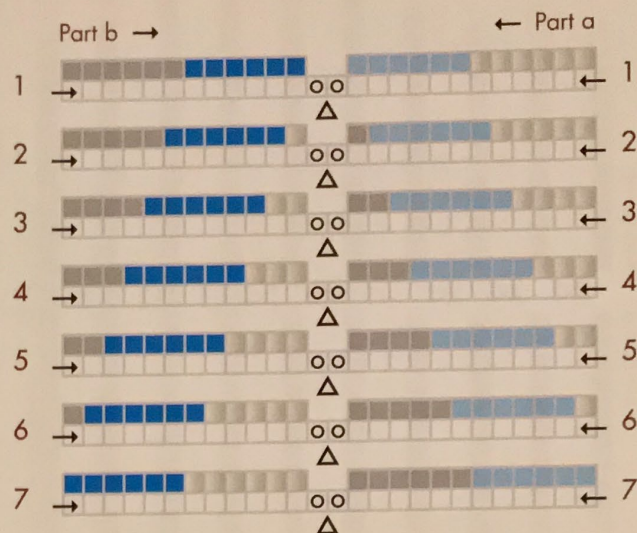 Part b → ← Part a
1 → ← 1
2 → ← 2
3 → ← 3
4 → ← 4
5 → ← 5
6 → ← 6
7 → ← 7